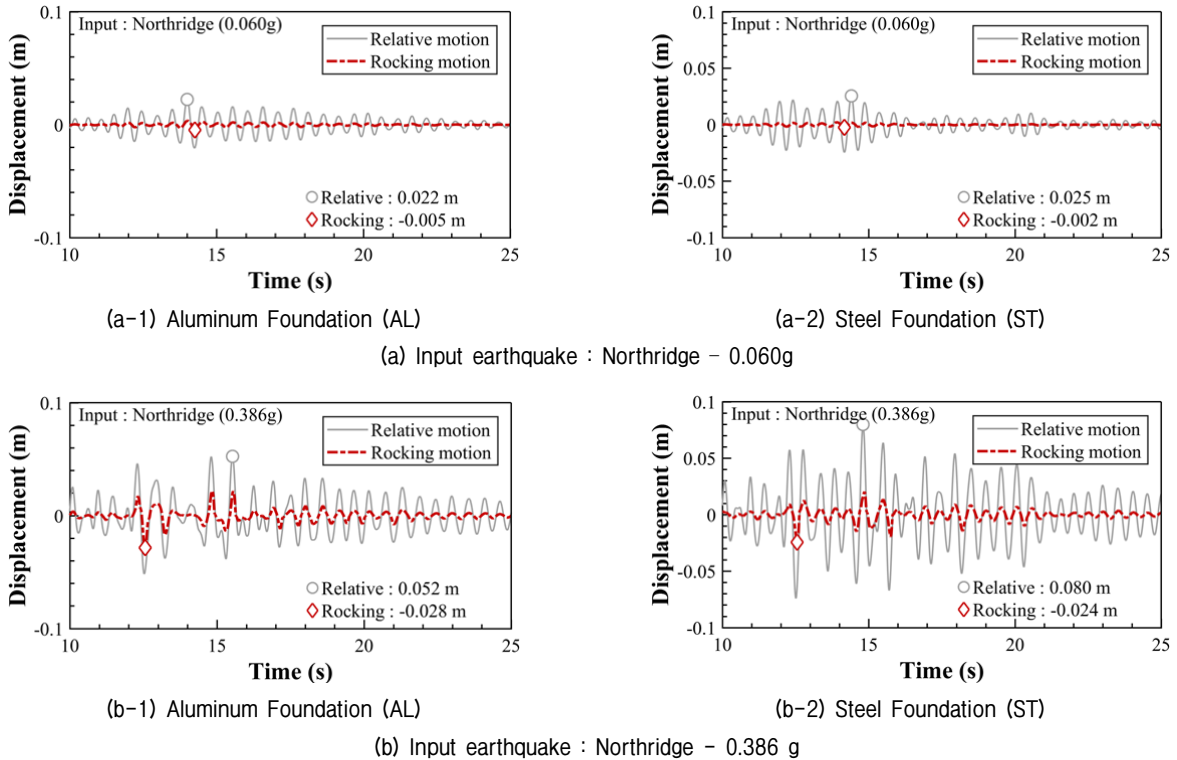 Input : Northridge (0.060g)
Relative motion
Rocking motion
0.1
0
-0.1
Displacement (m)
Relative : 0.022 m
Rocking : -0.005 m
10
15
20
25
Time (s)
(a-1) Aluminum Foundation (AL)
Input : Northridge (0.060g)
Relative motion
Rocking motion
0.1
0.05
0
-0.05
-0.1
Displacement (m)
Relative : 0.025 m
Rocking : -0.002 m
10
15
20
25
Time (s)
(a-2) Steel Foundation (ST)
(a) Input earthquake : Northridge - 0.060g
Input : Northridge (0.386g)
Relative motion
Rocking motion
0.1
0
-0.1
Displacement (m)
Relative : 0.052 m
Rocking : -0.028 m
10
15
20
25
Time (s)
(b-1) Aluminum Foundation (AL)
Input : Northridge (0.386g)
Relative motion
Rocking motion
0.1
0.05
0
-0.05
-0.1
Displacement (m)
Relative : 0.080 m
Rocking : -0.024 m
10
15
20
25
Time (s)
(b-2) Steel Foundation (ST)
(b) Input earthquake : Northridge - 0.386 g